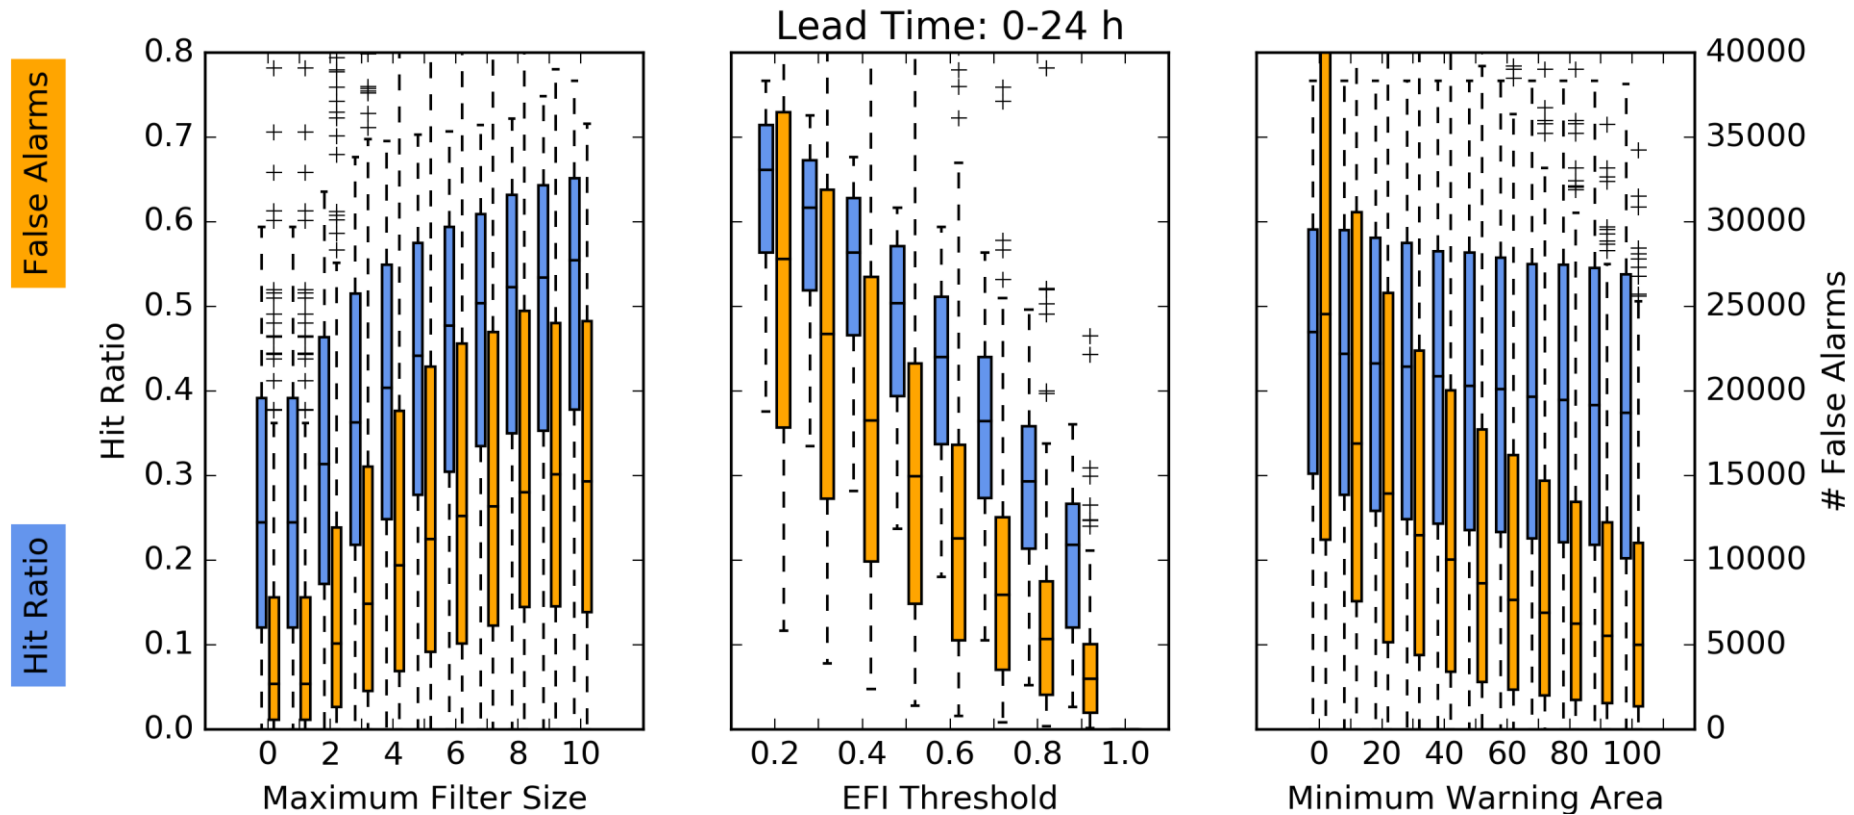 Lead Time: 0-24 h
False Alarms
Hit Ratio
Hit Ratio
0.8
0.7
0.6
0.5
0.4
0.3
0.2
0.1
0.0
0 2 4 6 8 10
Maximum Filter Size
0.2 0.4 0.6 0.8 1.0
EFI Threshold
0 20 40 60 80 100
Minimum Warning Area
40000
35000
30000
25000
20000
15000
10000
5000
0
# False Alarms